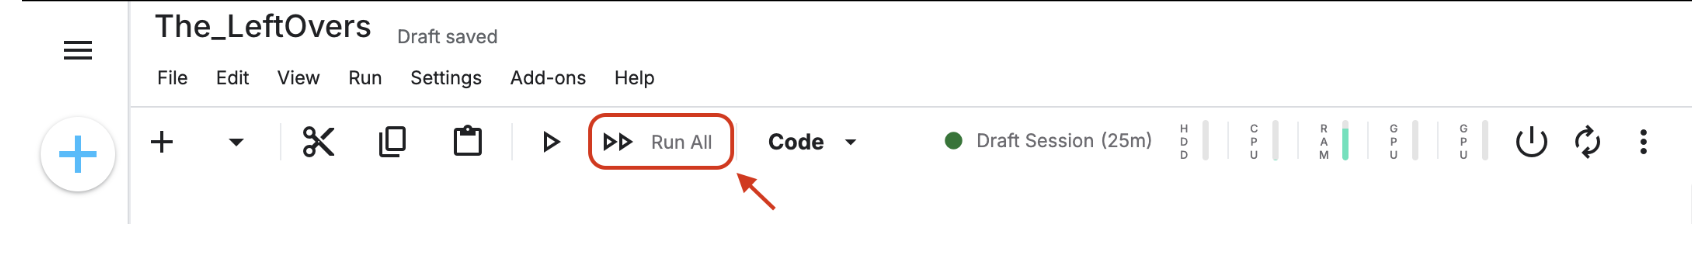 The_LeftOvers Draft saved
File Edit View Run Settings Add-ons Help
Run All Code Draft Session (25m) HDD CPU RAM GPU GPU